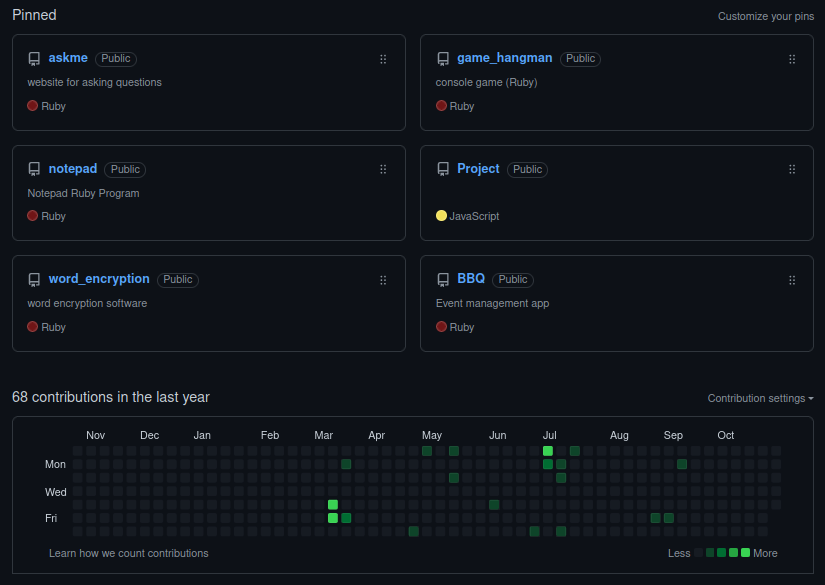 Pinned
Customize your pins
askme Public
website for asking questions
Ruby
game_hangman Public
console game (Ruby)
Ruby
notepad Public
Notepad Ruby Program
Ruby
Project Public
JavaScript
word_encryption Public
word encryption software
Ruby
BBQ Public
Event management app
Ruby
68 contributions in the last year
Contribution settings
Nov Dec Jan Feb Mar Apr May Jun Jul Aug Sep Oct
Mon
Wed
Fri
Learn how we count contributions
Less More